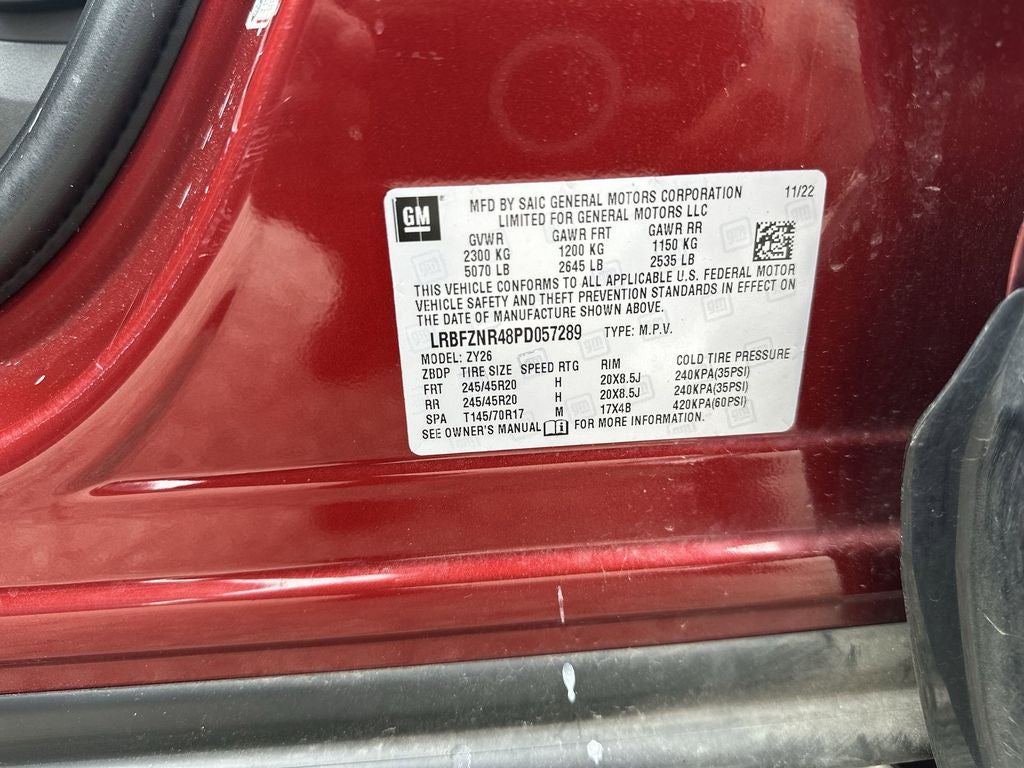 GM
MFD BY SAIC GENERAL MOTORS CORPORATION 11/22
LIMITED FOR GENERAL MOTORS LLC
GVWR GAWR FRT GAWR RR
2300 KG 1200 KG 1150 KG
5070 LB 2645 LB 2535 LB
THIS VEHICLE CONFORMS TO ALL APPLICABLE U.S. FEDERAL MOTOR
VEHICLE SAFETY AND THEFT PREVENTION STANDARDS IN EFFECT ON
THE DATE OF MANUFACTURE SHOWN ABOVE.
LRBFZNR48PD057289 TYPE: M.P.V.
MODEL: ZY26
ZBDP TIRE SIZE SPEED RTG RIM COLD TIRE PRESSURE
FRT 245/45R20 H 20X8.5J 240KPA(35PSI)
RR 245/45R20 H 20X8.5J 240KPA(35PSI)
SPA T145/70R17 M 17X4B 420KPA(60PSI)
SEE OWNER'S MANUAL FOR MORE INFORMATION.